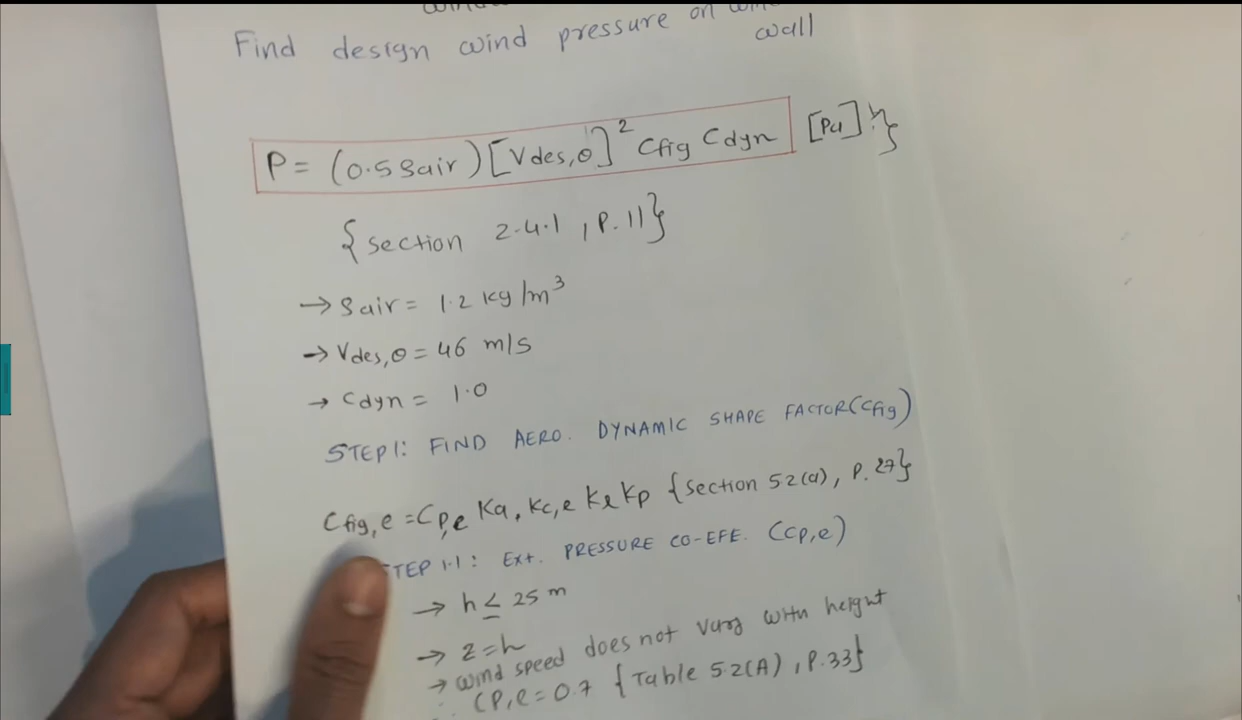 Find design wind pressure on
wall
P = (0.5 ρair) [Vdes,θ]² Cfig Cdyn [Pa]
{section 2.4.1, P.11}
→ ρair = 1.2 kg/m³
→ Vdes,θ = 46 m/s
→ Cdyn = 1.0
STEP1: FIND AERO. DYNAMIC SHAPE FACTOR(Cfig)
Cfig,e = Cp,e Ka, Kc,e Kl Kp {section 5.2(a), P.27}
STEP 1.1: Ext. PRESSURE CO-EFE. (Cp,e)
→ h ≤ 25 m
→ z = h
→ wind speed does not vary with height
CP,e = 0.7 {Table 5.2(A), P.33}